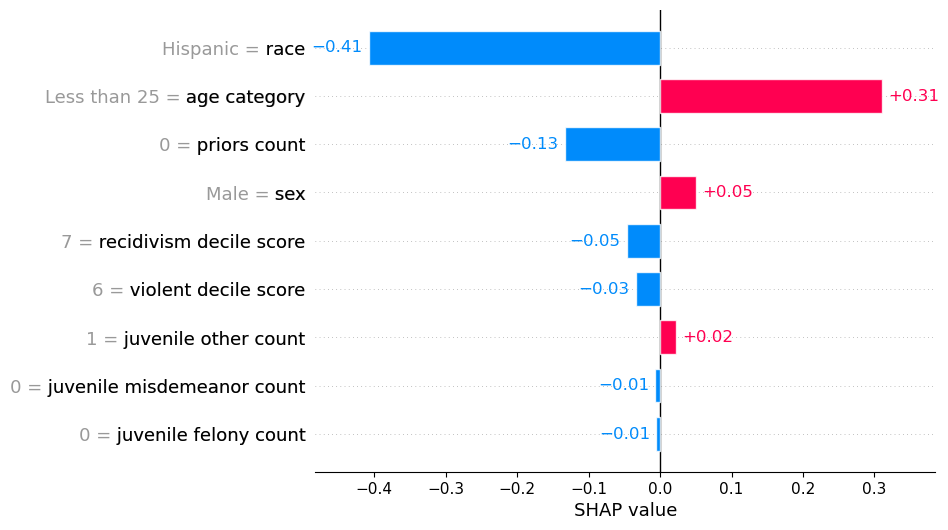 Hispanic = race −0.41
Less than 25 = age category +0.31
0 = priors count −0.13
Male = sex +0.05
7 = recidivism decile score −0.05
6 = violent decile score −0.03
1 = juvenile other count +0.02
0 = juvenile misdemeanor count −0.01
0 = juvenile felony count −0.01
−0.4 −0.3 −0.2 −0.1 0.0 0.1 0.2 0.3
SHAP value